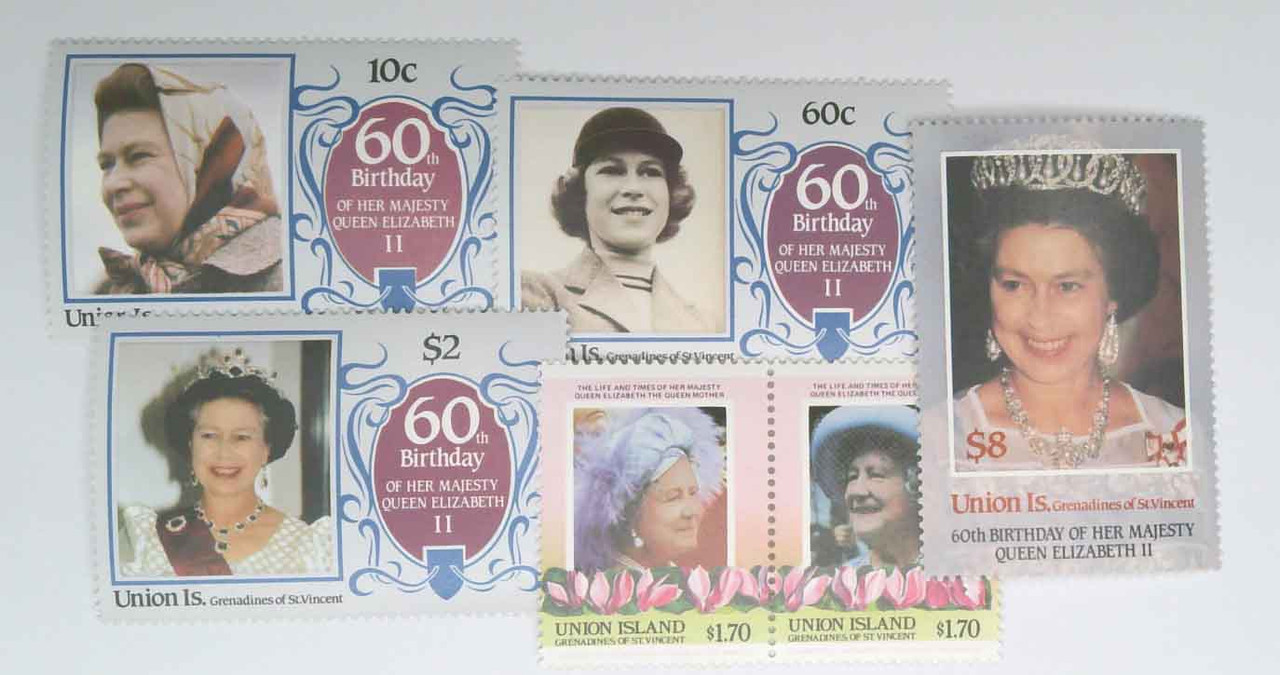 10c
60th
Birthday
OF HER MAJESTY
QUEEN ELIZABETH
II
60c
60th
Birthday
OF HER MAJESTY
QUEEN ELIZABETH
II
Is. Grenadines of St.Vincent
$2
60th
Birthday
OF HER MAJESTY
QUEEN ELIZABETH
II
Union Is. Grenadines of St.Vincent
THE LIFE AND TIMES OF HER MAJESTY
QUEEN ELIZABETH THE QUEEN MOTHER
UNION ISLAND
GRENADINES OF ST.VINCENT
$1.70
THE LIFE AND TIMES OF HER
QUEEN ELIZABETH THE
UNION ISLAND
GRENADINES OF ST.VINCENT
$1.70
$8
Union Is. Grenadines of St.Vincent
60th BIRTHDAY OF HER MAJESTY
QUEEN ELIZABETH II